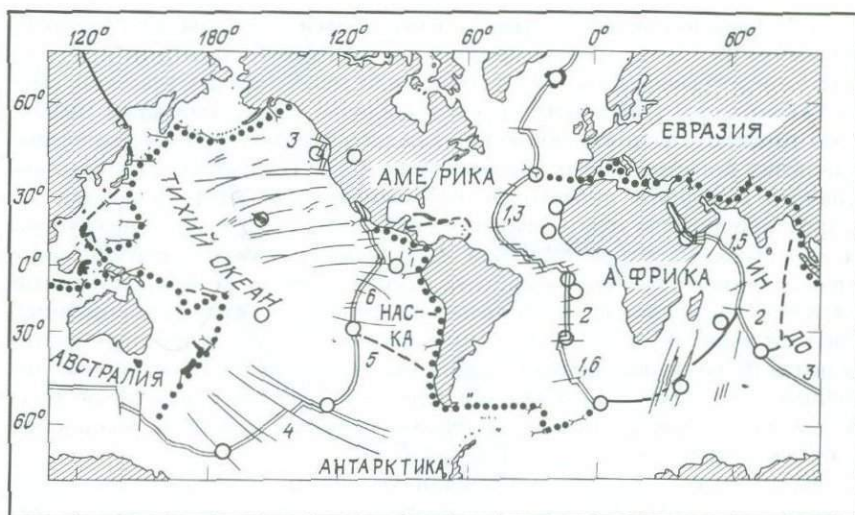 120° 180° 120° 60° 0° 60°
60°
30°
0°
30°
60°
ЕВРАЗИЯ
АМЕРИКА
АФРИКА
ТИХИЙ ОКЕАН
НАС-
КА
ИН
ДО
АВСТРАЛИЯ
АНТАРКТИКА
3
1,3
1,5
6
2
2
5
1,6
3
4